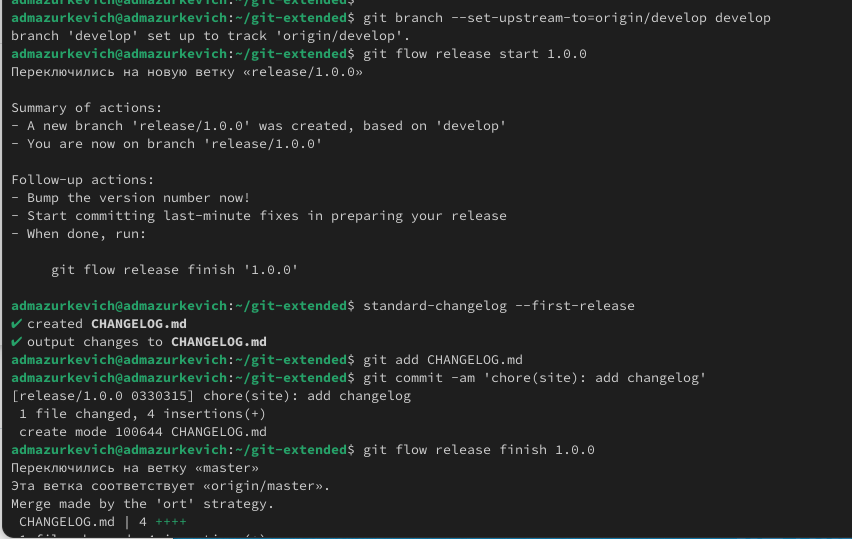 admazurkevich@admazurkevich:~/git-extended$
admazurkevich@admazurkevich:~/git-extended$ git branch --set-upstream-to=origin/develop develop
branch 'develop' set up to track 'origin/develop'.
admazurkevich@admazurkevich:~/git-extended$ git flow release start 1.0.0
Переключились на новую ветку «release/1.0.0»
Summary of actions:
- A new branch 'release/1.0.0' was created, based on 'develop'
- You are now on branch 'release/1.0.0'
Follow-up actions:
- Bump the version number now!
- Start committing last-minute fixes in preparing your release
- When done, run:
git flow release finish '1.0.0'
admazurkevich@admazurkevich:~/git-extended$ standard-changelog --first-release
✔ created CHANGELOG.md
✔ output changes to CHANGELOG.md
admazurkevich@admazurkevich:~/git-extended$ git add CHANGELOG.md
admazurkevich@admazurkevich:~/git-extended$ git commit -am 'chore(site): add changelog'
[release/1.0.0 0330315] chore(site): add changelog
1 file changed, 4 insertions(+)
create mode 100644 CHANGELOG.md
admazurkevich@admazurkevich:~/git-extended$ git flow release finish 1.0.0
Переключились на ветку «master»
Эта ветка соответствует «origin/master».
Merge made by the 'ort' strategy.
CHANGELOG.md | 4 ++++